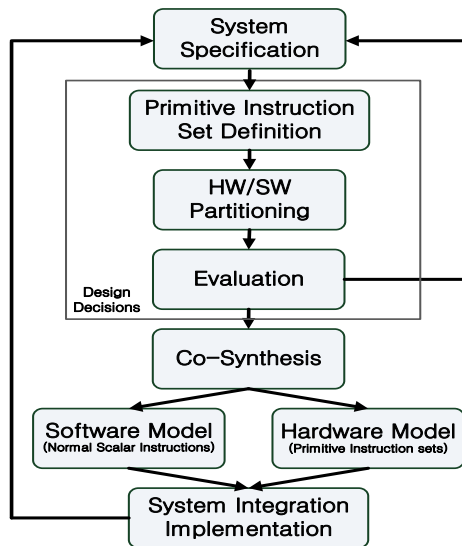 System
Specification
Primitive Instruction
Set Definition
HW/SW
Partitioning
Evaluation
Design
Decisions
Co-Synthesis
Software Model
(Normal Scalar Instructions)
Hardware Model
(Primitive Instruction sets)
System Integration
Implementation